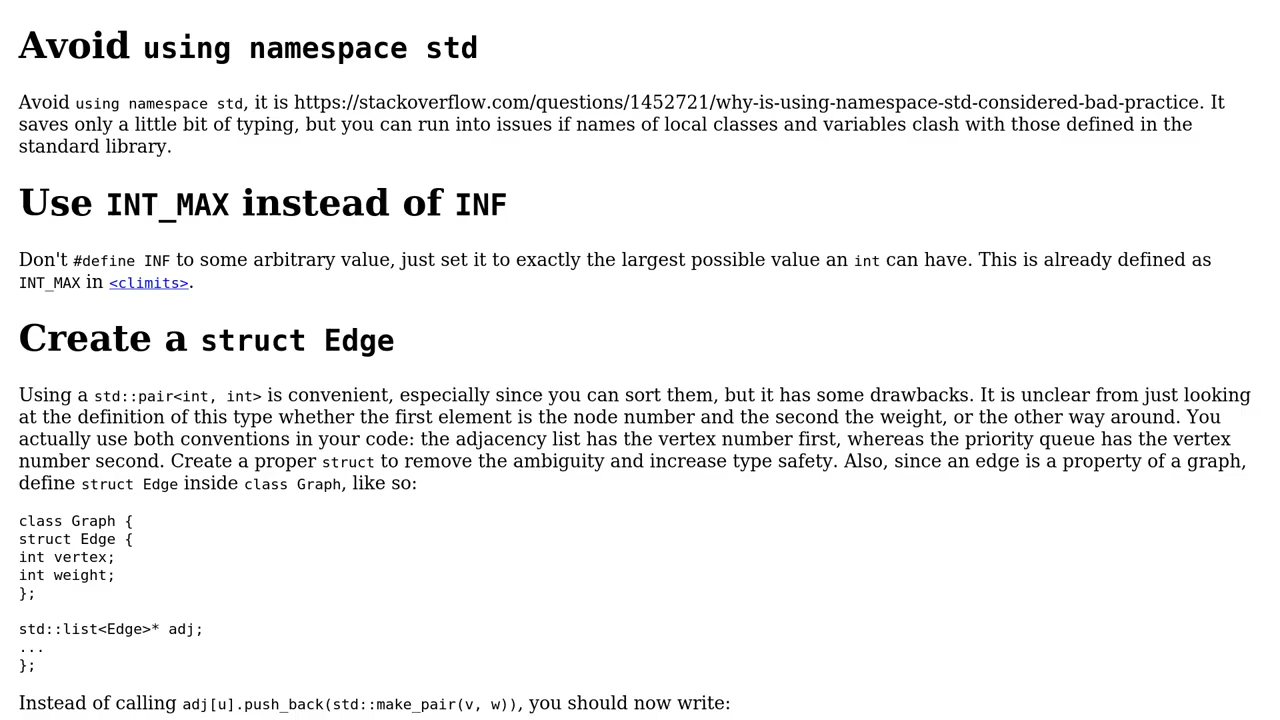 Avoid using namespace std
Avoid using namespace std, it is https://stackoverflow.com/questions/1452721/why-is-using-namespace-std-considered-bad-practice. It
saves only a little bit of typing, but you can run into issues if names of local classes and variables clash with those defined in the
standard library.
Use INT_MAX instead of INF
Don't #define INF to some arbitrary value, just set it to exactly the largest possible value an int can have. This is already defined as
INT_MAX in <climits>.
Create a struct Edge
Using a std::pair<int, int> is convenient, especially since you can sort them, but it has some drawbacks. It is unclear from just looking
at the definition of this type whether the first element is the node number and the second the weight, or the other way around. You
actually use both conventions in your code: the adjacency list has the vertex number first, whereas the priority queue has the vertex
number second. Create a proper struct to remove the ambiguity and increase type safety. Also, since an edge is a property of a graph,
define struct Edge inside class Graph, like so:
class Graph {
struct Edge {
int vertex;
int weight;
};
std::list<Edge>* adj;
...
};
Instead of calling adj[u].push_back(std::make_pair(v, w)), you should now write: